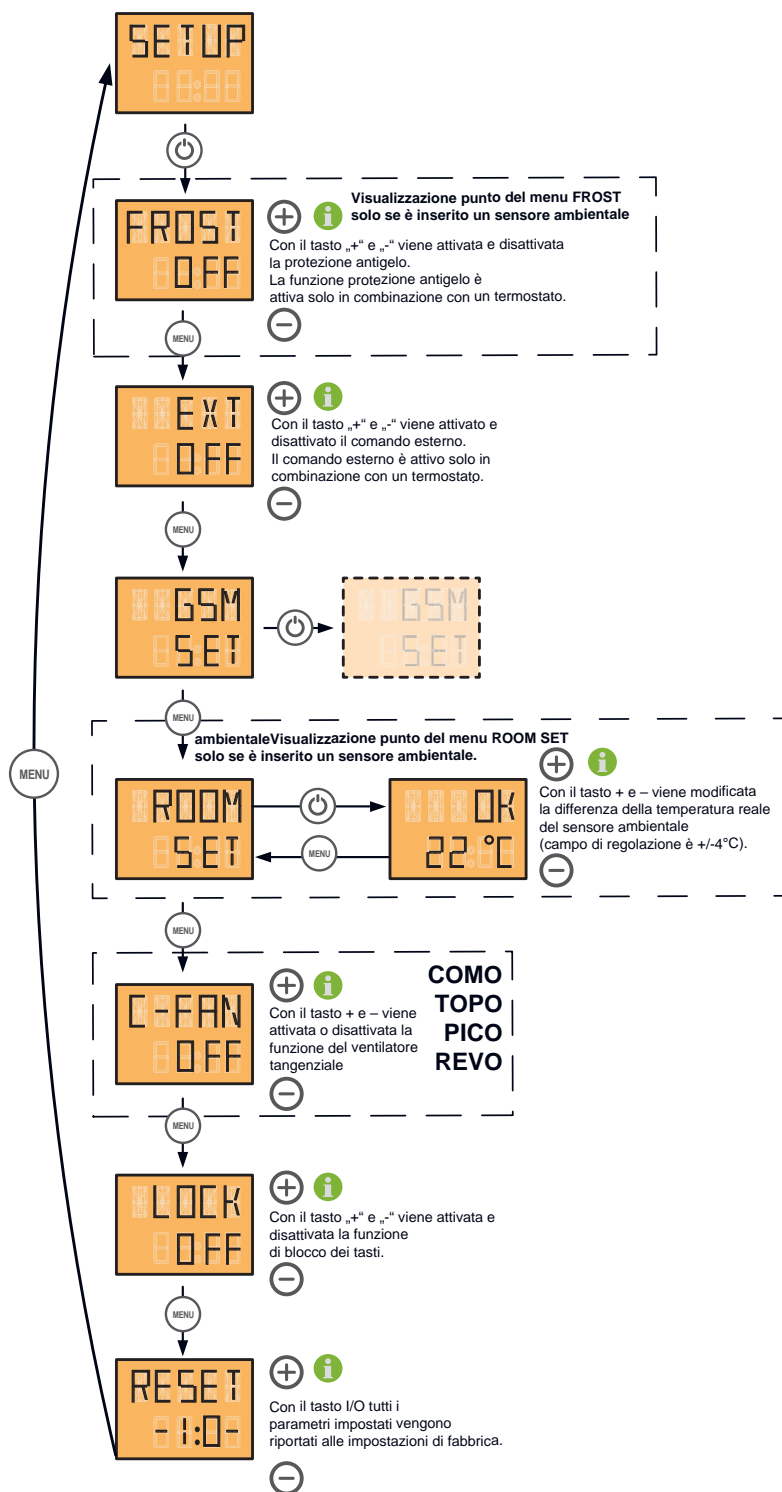 SETUP
Visualizzazione punto del menu FROST
solo se è inserito un sensore ambientale
FROST
OFF
Con il tasto „+“ e „-“ viene attivata e disattivata
la protezione antigelo.
La funzione protezione antigelo è
attiva solo in combinazione con un termostato.
MENU
EXT
OFF
Con il tasto „+“ e „-“ viene attivato e
disattivato il comando esterno.
Il comando esterno è attivo solo in
combinazione con un termostato.
MENU
GSM
SET
GSM
SET
MENU
ambientaleVisualizzazione punto del menu ROOM SET
solo se è inserito un sensore ambientale.
MENU
ROOM
SET
MENU
OK
22 °C
Con il tasto + e – viene modificata
la differenza della temperatura reale
del sensore ambientale
(campo di regolazione è +/-4°C).
MENU
C-FAN
OFF
Con il tasto + e – viene
attivata o disattivata la
funzione del ventilatore
tangenziale
COMO
TOPO
PICO
REVO
MENU
LOCK
OFF
Con il tasto „+“ e „-“ viene attivata e
disattivata la funzione
di blocco dei tasti.
MENU
RESET
-1:0-
Con il tasto I/O tutti i
parametri impostati vengono
riportati alle impostazioni di fabbrica.